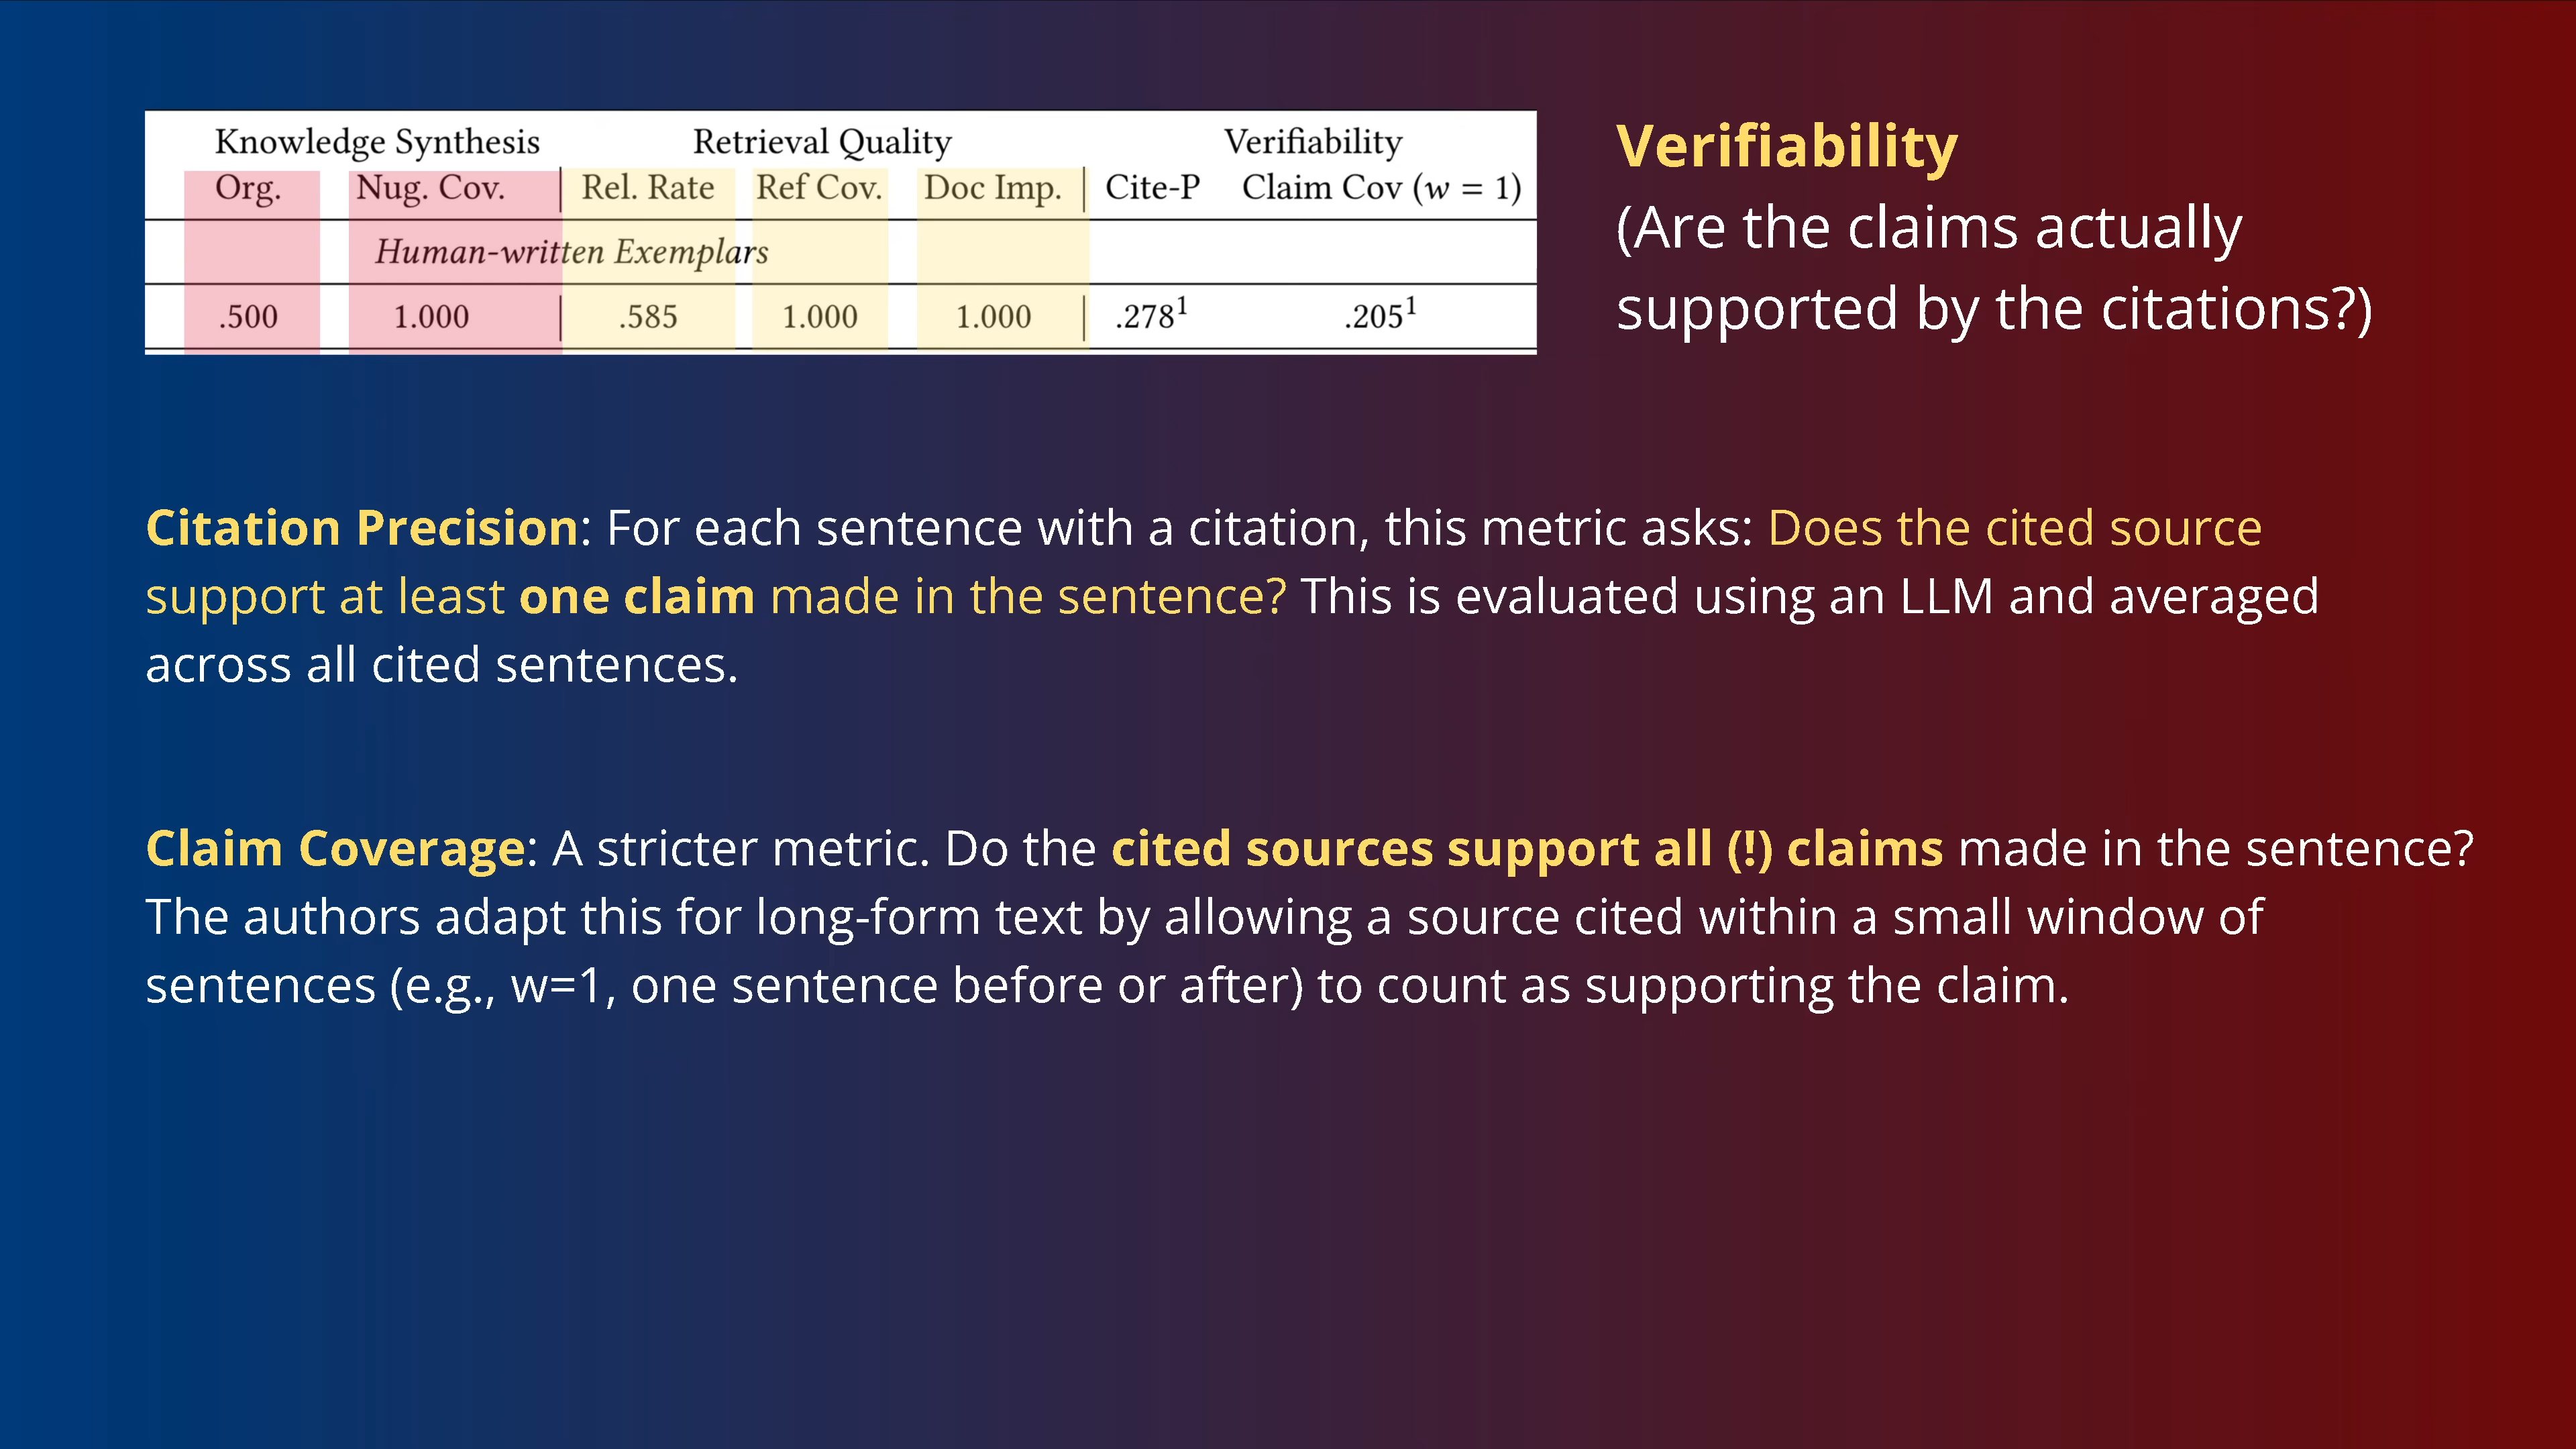 Knowledge Synthesis Retrieval Quality Verifiability
Org. Nug. Cov. Rel. Rate Ref Cov. Doc Imp. Cite-P Claim Cov (w = 1)
Human-written Exemplars
.500 1.000 .585 1.000 1.000 .278¹ .205¹
Verifiability
(Are the claims actually
supported by the citations?)
Citation Precision: For each sentence with a citation, this metric asks: Does the cited source
support at least one claim made in the sentence? This is evaluated using an LLM and averaged
across all cited sentences.
Claim Coverage: A stricter metric. Do the cited sources support all (!) claims made in the sentence?
The authors adapt this for long-form text by allowing a source cited within a small window of
sentences (e.g., w=1, one sentence before or after) to count as supporting the claim.